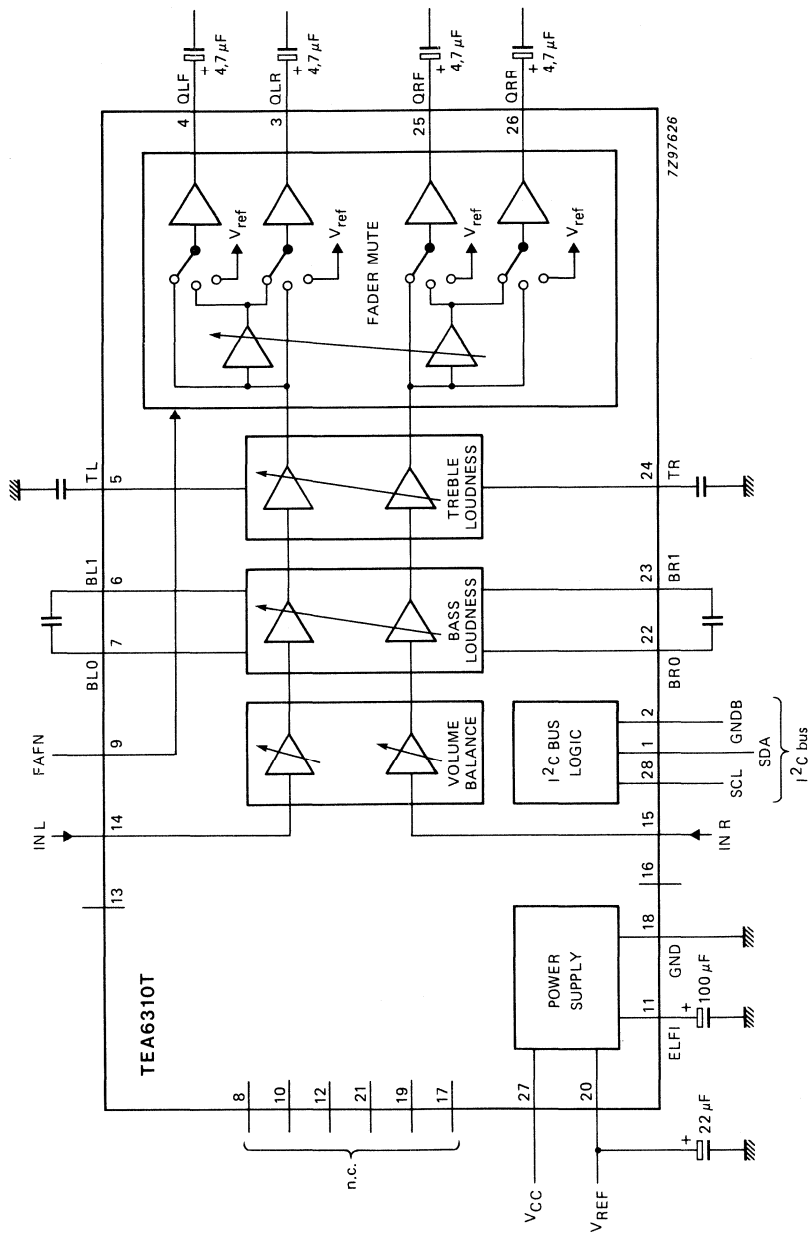 TEA6310T
n.c.
8
10
12
21
19
17
VCC
27
VREF
20
22 μF
+
POWER
SUPPLY
11
ELFI
+
100 μF
18
GND
13
16
IN L
14
15
IN R
FAFN
9
VOLUME
BALANCE
I²C BUS
LOGIC
28
1
2
SCL
SDA
GNDB
I²C bus
BL0
7
BL1
6
BASS
LOUDNESS
22
BR0
23
BR1
TL
5
TREBLE
LOUDNESS
24
TR
FADER MUTE
Vref
Vref
Vref
Vref
4
QLF
+
4,7 μF
3
QLR
+
4,7 μF
25
QRF
+
4,7 μF
26
QRR
+
4,7 μF
7Z97626